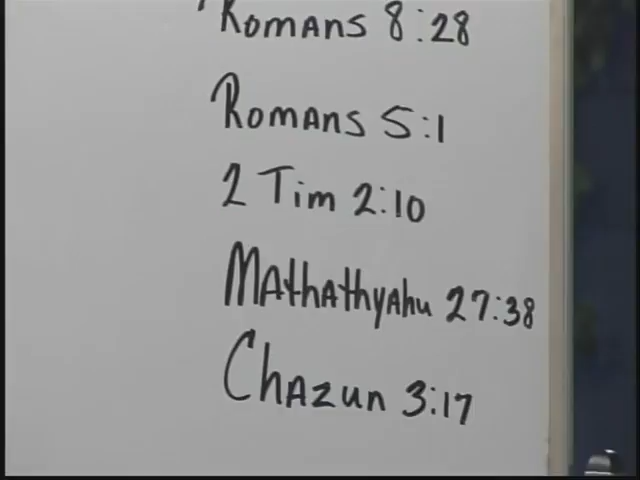 Romans 8:28
Romans 5:1
2 Tim 2:10
Mathathyahu 27:38
Chazun 3:17